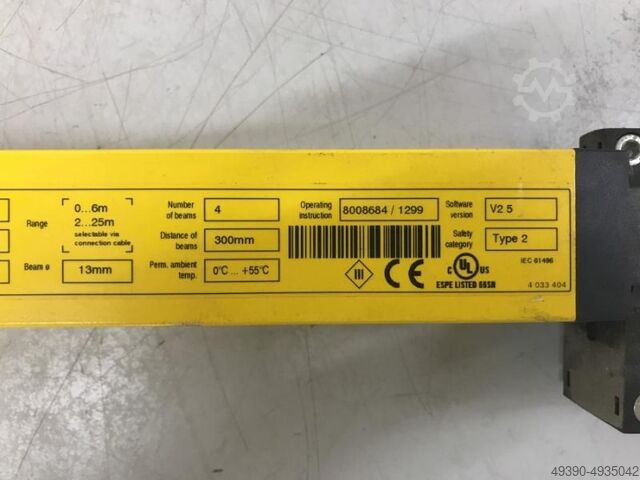 Range
0...6m
2...25m
selectable via
connection cable
Beam ø
13mm
Number
of beams
4
Distance of
beams
300mm
Perm. ambient
temp.
0°C ... +55°C
Operating
instruction
8008684 / 1299
Software
version
V2 5
Safety
category
Type 2
IEC 61496
III
CE
C UL US
ESPE LISTED 66SR
4 033 404
49390-4935042